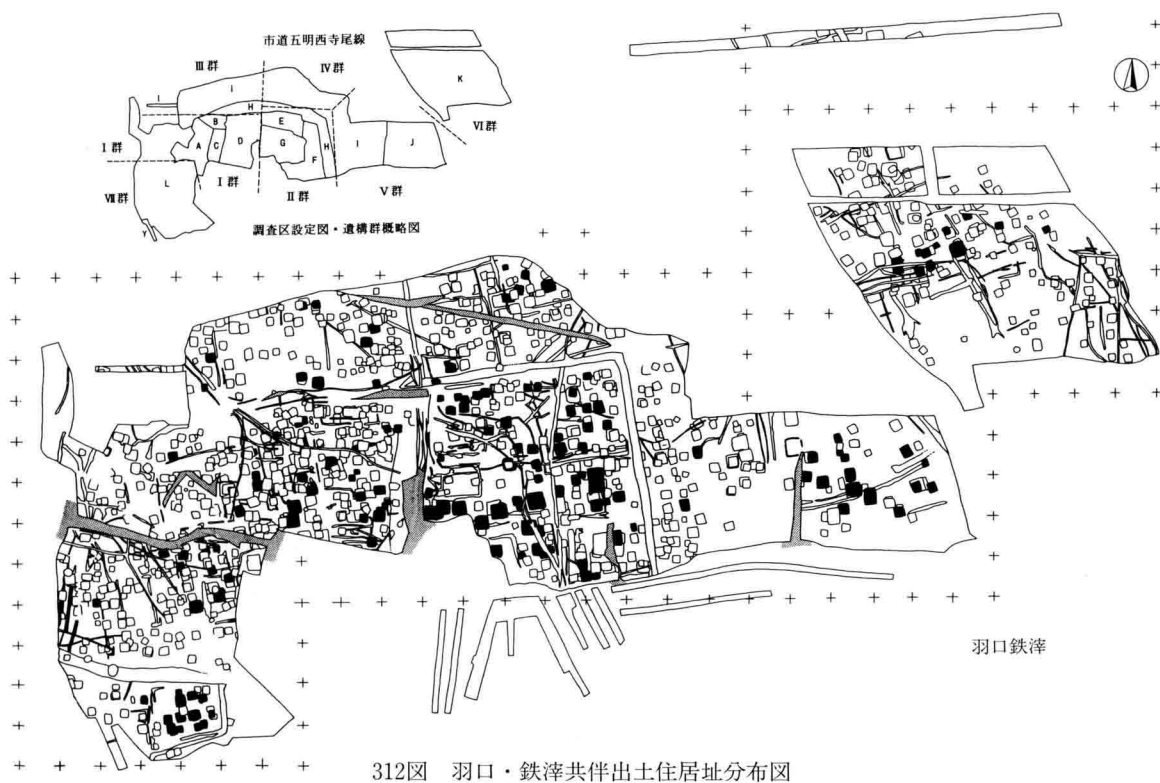 市道五明西寺尾線
III群
IV群
K
I
I
H
VI群
B
E
I群
A
C
D
G
H
I
J
F
L
I群
V群
VII群
II群
Y
調査区設定図・遺構群概略図
羽口鉄滓
312図 羽口・鉄滓共伴出土住居址分布図